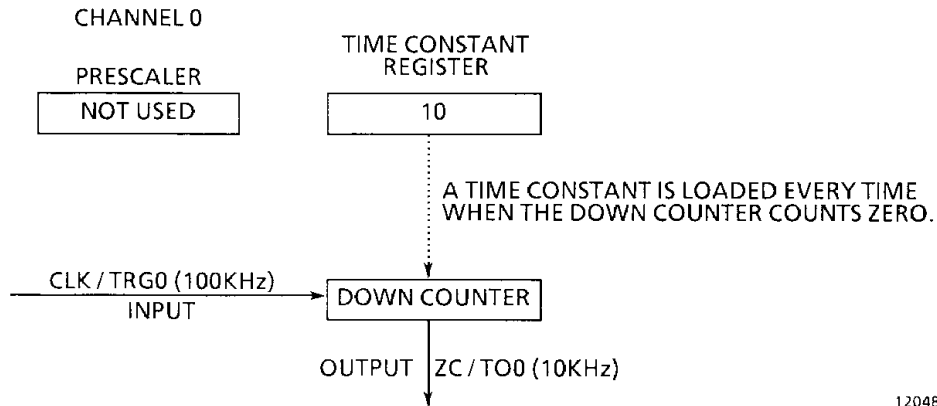 CHANNEL 0
TIME CONSTANT
REGISTER
PRESCALER
NOT USED
10
A TIME CONSTANT IS LOADED EVERY TIME
WHEN THE DOWN COUNTER COUNTS ZERO.
CLK / TRG0 (100KHz)
INPUT
DOWN COUNTER
OUTPUT ZC / TO0 (10KHz)
12048